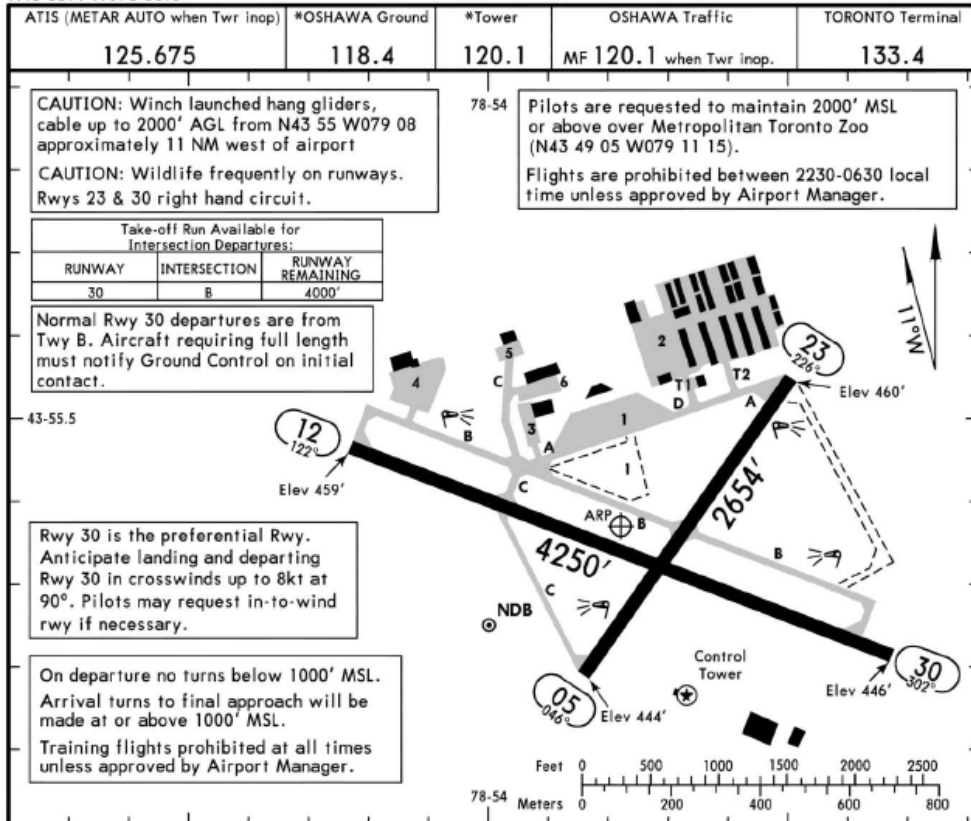 ATIS (METAR AUTO when Twr inop)
125.675
*OSHAWA Ground
118.4
*Tower
120.1
OSHAWA Traffic
MF 120.1 when Twr inop.
TORONTO Terminal
133.4
CAUTION: Winch launched hang gliders,
cable up to 2000' AGL from N43 55 W079 08
approximately 11 NM west of airport
CAUTION: Wildlife frequently on runways.
Rwys 23 & 30 right hand circuit.
78-54
Pilots are requested to maintain 2000' MSL
or above over Metropolitan Toronto Zoo
(N43 49 05 W079 11 15).
Flights are prohibited between 2230-0630 local
time unless approved by Airport Manager.
Take-off Run Available for
Intersection Departures:
RUNWAY INTERSECTION RUNWAY REMAINING
30 B 4000'
Normal Rwy 30 departures are from
Twy B. Aircraft requiring full length
must notify Ground Control on initial
contact.
11°W
2
5
C
6
4
T1
T2
23
226°
Elev 460'
D
A
43-55.5
12
122°
B
3
A
1
1
Elev 459'
C
2654'
ARP
B
4250'
B
Rwy 30 is the preferential Rwy.
Anticipate landing and departing
Rwy 30 in crosswinds up to 8kt at
90°. Pilots may request in-to-wind
rwy if necessary.
C
NDB
Control
Tower
30
302°
Elev 446'
05
046°
Elev 444'
On departure no turns below 1000' MSL.
Arrival turns to final approach will be
made at or above 1000' MSL.
Training flights prohibited at all times
unless approved by Airport Manager.
78-54
Feet 0 500 1000 1500 2000 2500
Meters 0 200 400 600 800